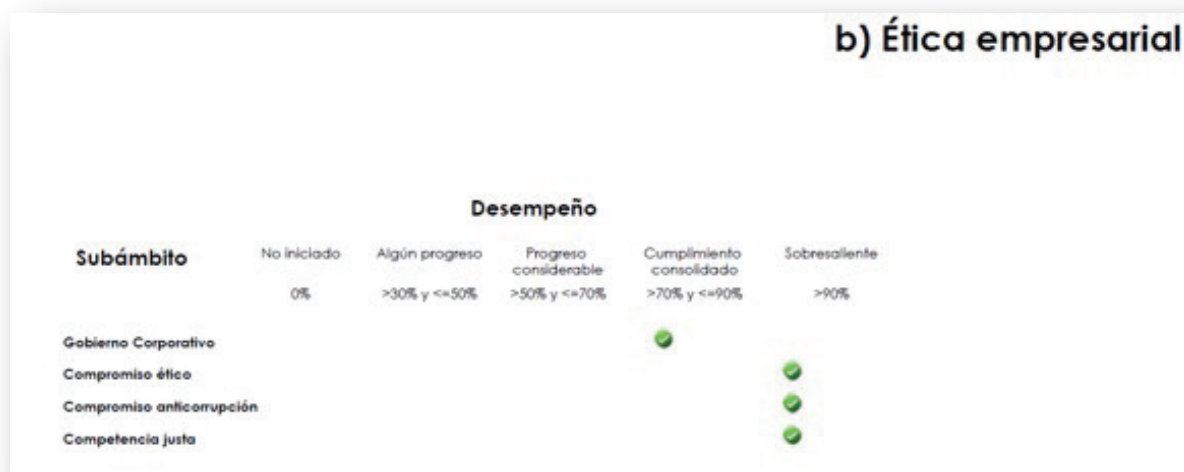 b) Ética empresarial
Desempeño
Subámbito No iniciado Algún progreso Progreso considerable Cumplimiento consolidado Sobresaliente
0% >30% y <=50% >50% y <=70% >70% y <=90% >90%
Gobierno Corporativo
Compromiso ético
Compromiso anticorrupción
Competencia justa